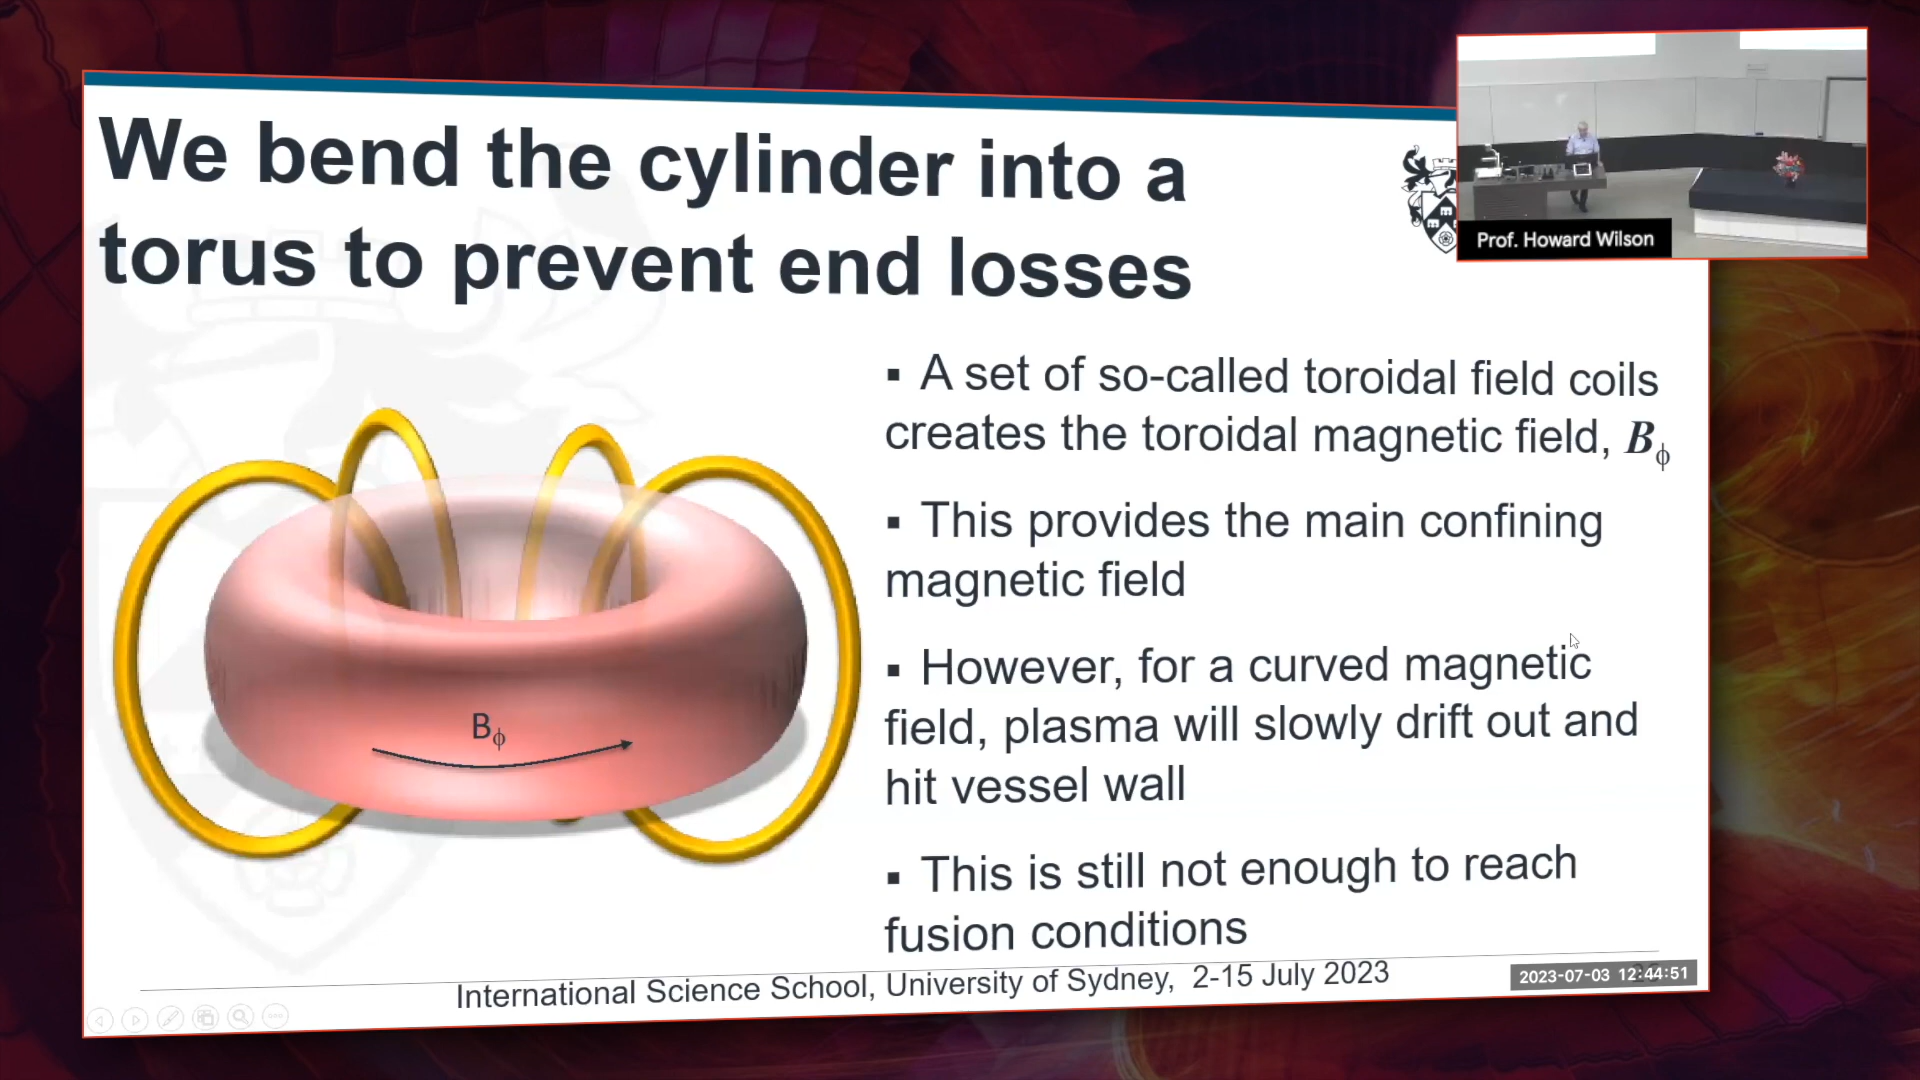 We bend the cylinder into a
torus to prevent end losses
Prof. Howard Wilson
▪ A set of so-called toroidal field coils
creates the toroidal magnetic field, Bϕ
▪ This provides the main confining
magnetic field
▪ However, for a curved magnetic
field, plasma will slowly drift out and
hit vessel wall
▪ This is still not enough to reach
fusion conditions
Bϕ
International Science School, University of Sydney, 2-15 July 2023
2023-07-03 12:44:51